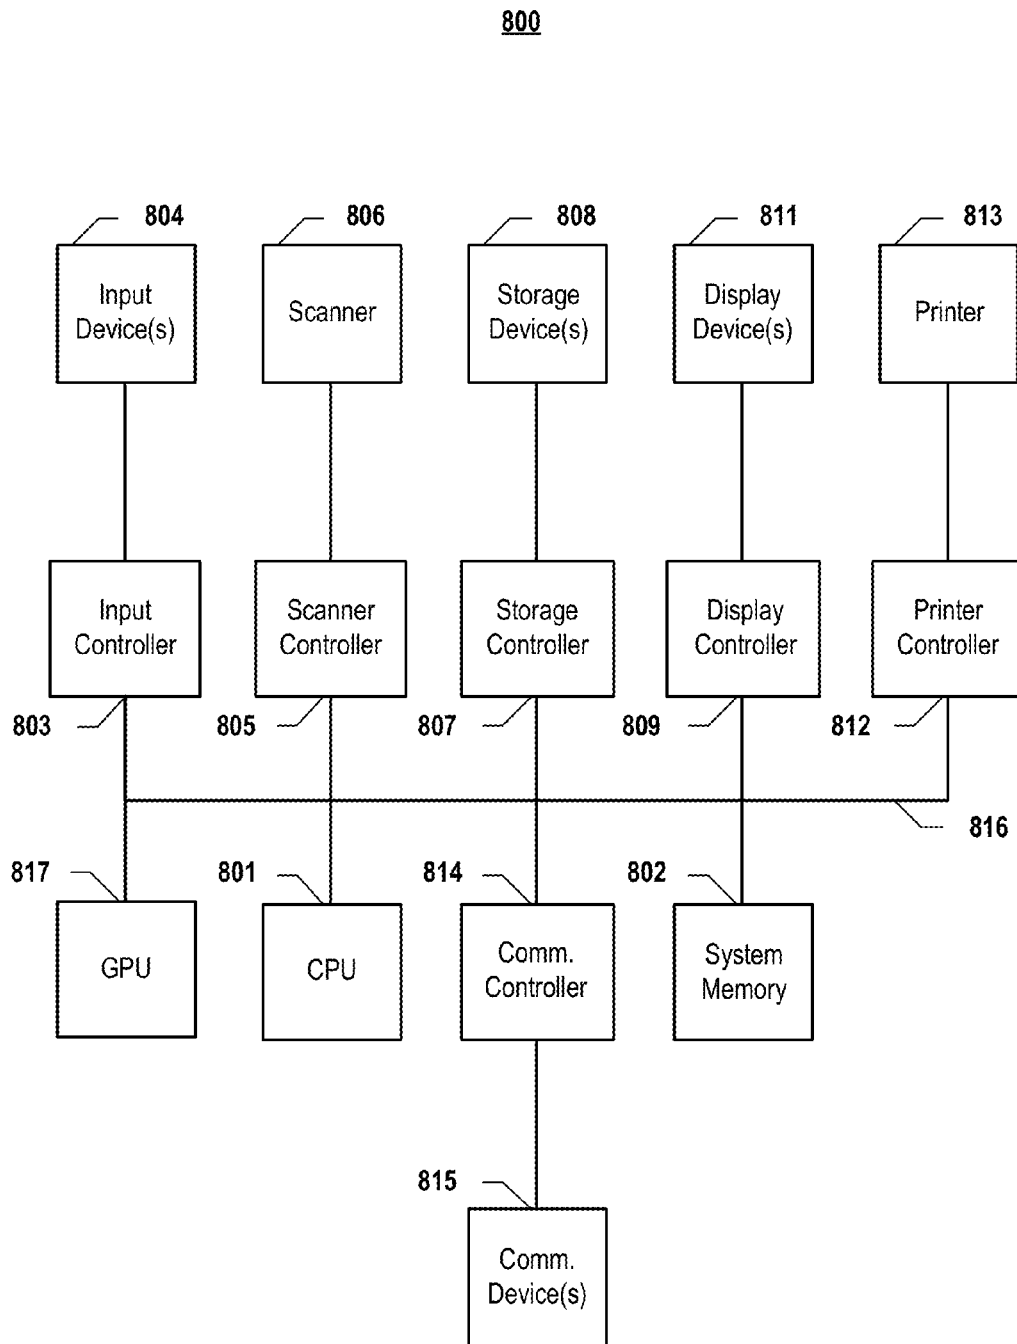 800
804 806 808 811 813
Input
Device(s)
Scanner
Storage
Device(s)
Display
Device(s)
Printer
Input
Controller
Scanner
Controller
Storage
Controller
Display
Controller
Printer
Controller
803 805 807 809 812
816
817 801 814 802
GPU
CPU
Comm.
Controller
System
Memory
815
Comm.
Device(s)